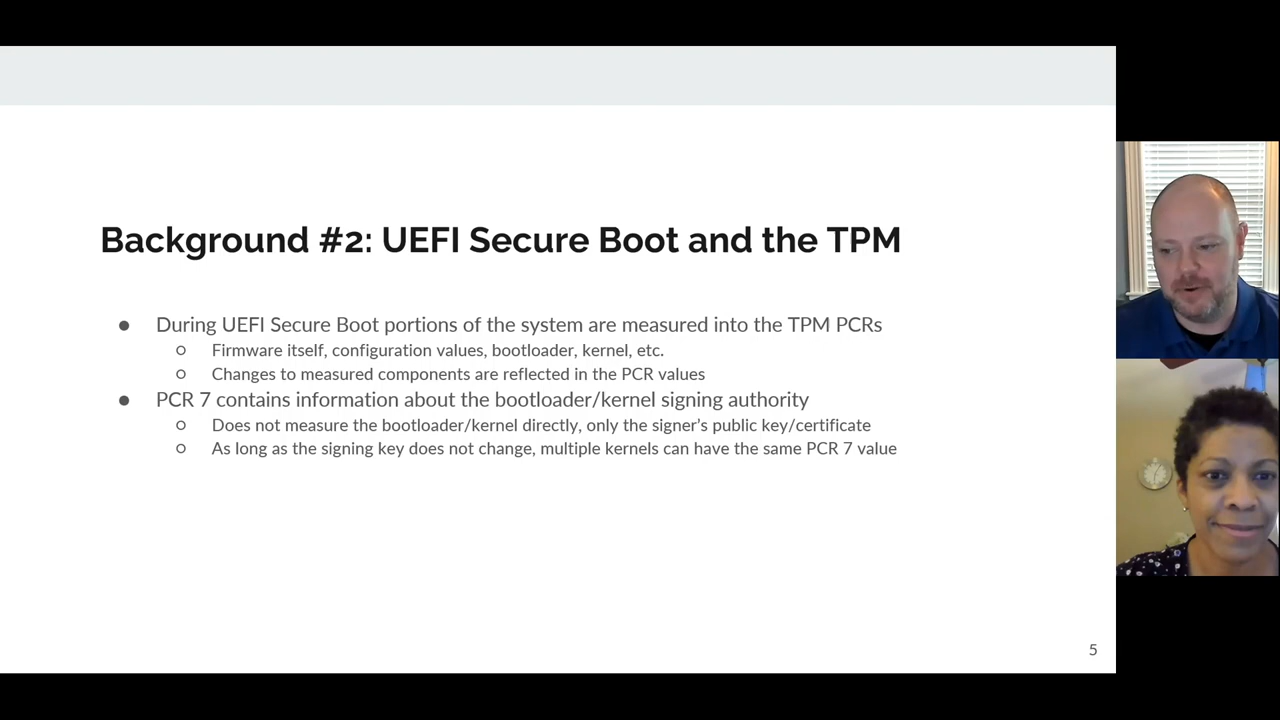 Background #2: UEFI Secure Boot and the TPM
● During UEFI Secure Boot portions of the system are measured into the TPM PCRs
○ Firmware itself, configuration values, bootloader, kernel, etc.
○ Changes to measured components are reflected in the PCR values
● PCR 7 contains information about the bootloader/kernel signing authority
○ Does not measure the bootloader/kernel directly, only the signer's public key/certificate
○ As long as the signing key does not change, multiple kernels can have the same PCR 7 value
5